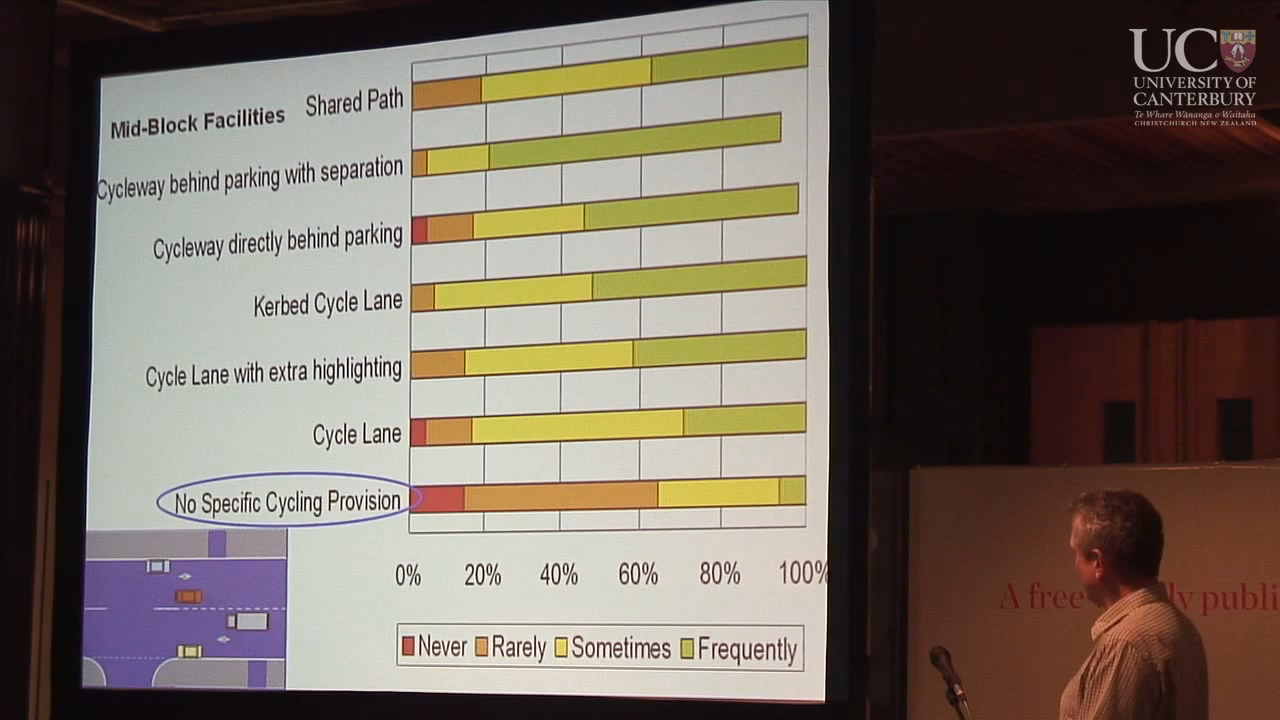 UC
UNIVERSITY OF
CANTERBURY
Te Whare Wānanga o Waitaha
CHRISTCHURCH NEW ZEALAND
Mid-Block Facilities
Shared Path
Cycleway behind parking with separation
Cycleway directly behind parking
Kerbed Cycle Lane
Cycle Lane with extra highlighting
Cycle Lane
No Specific Cycling Provision
0% 20% 40% 60% 80% 100%
Never Rarely Sometimes Frequently
A free publi